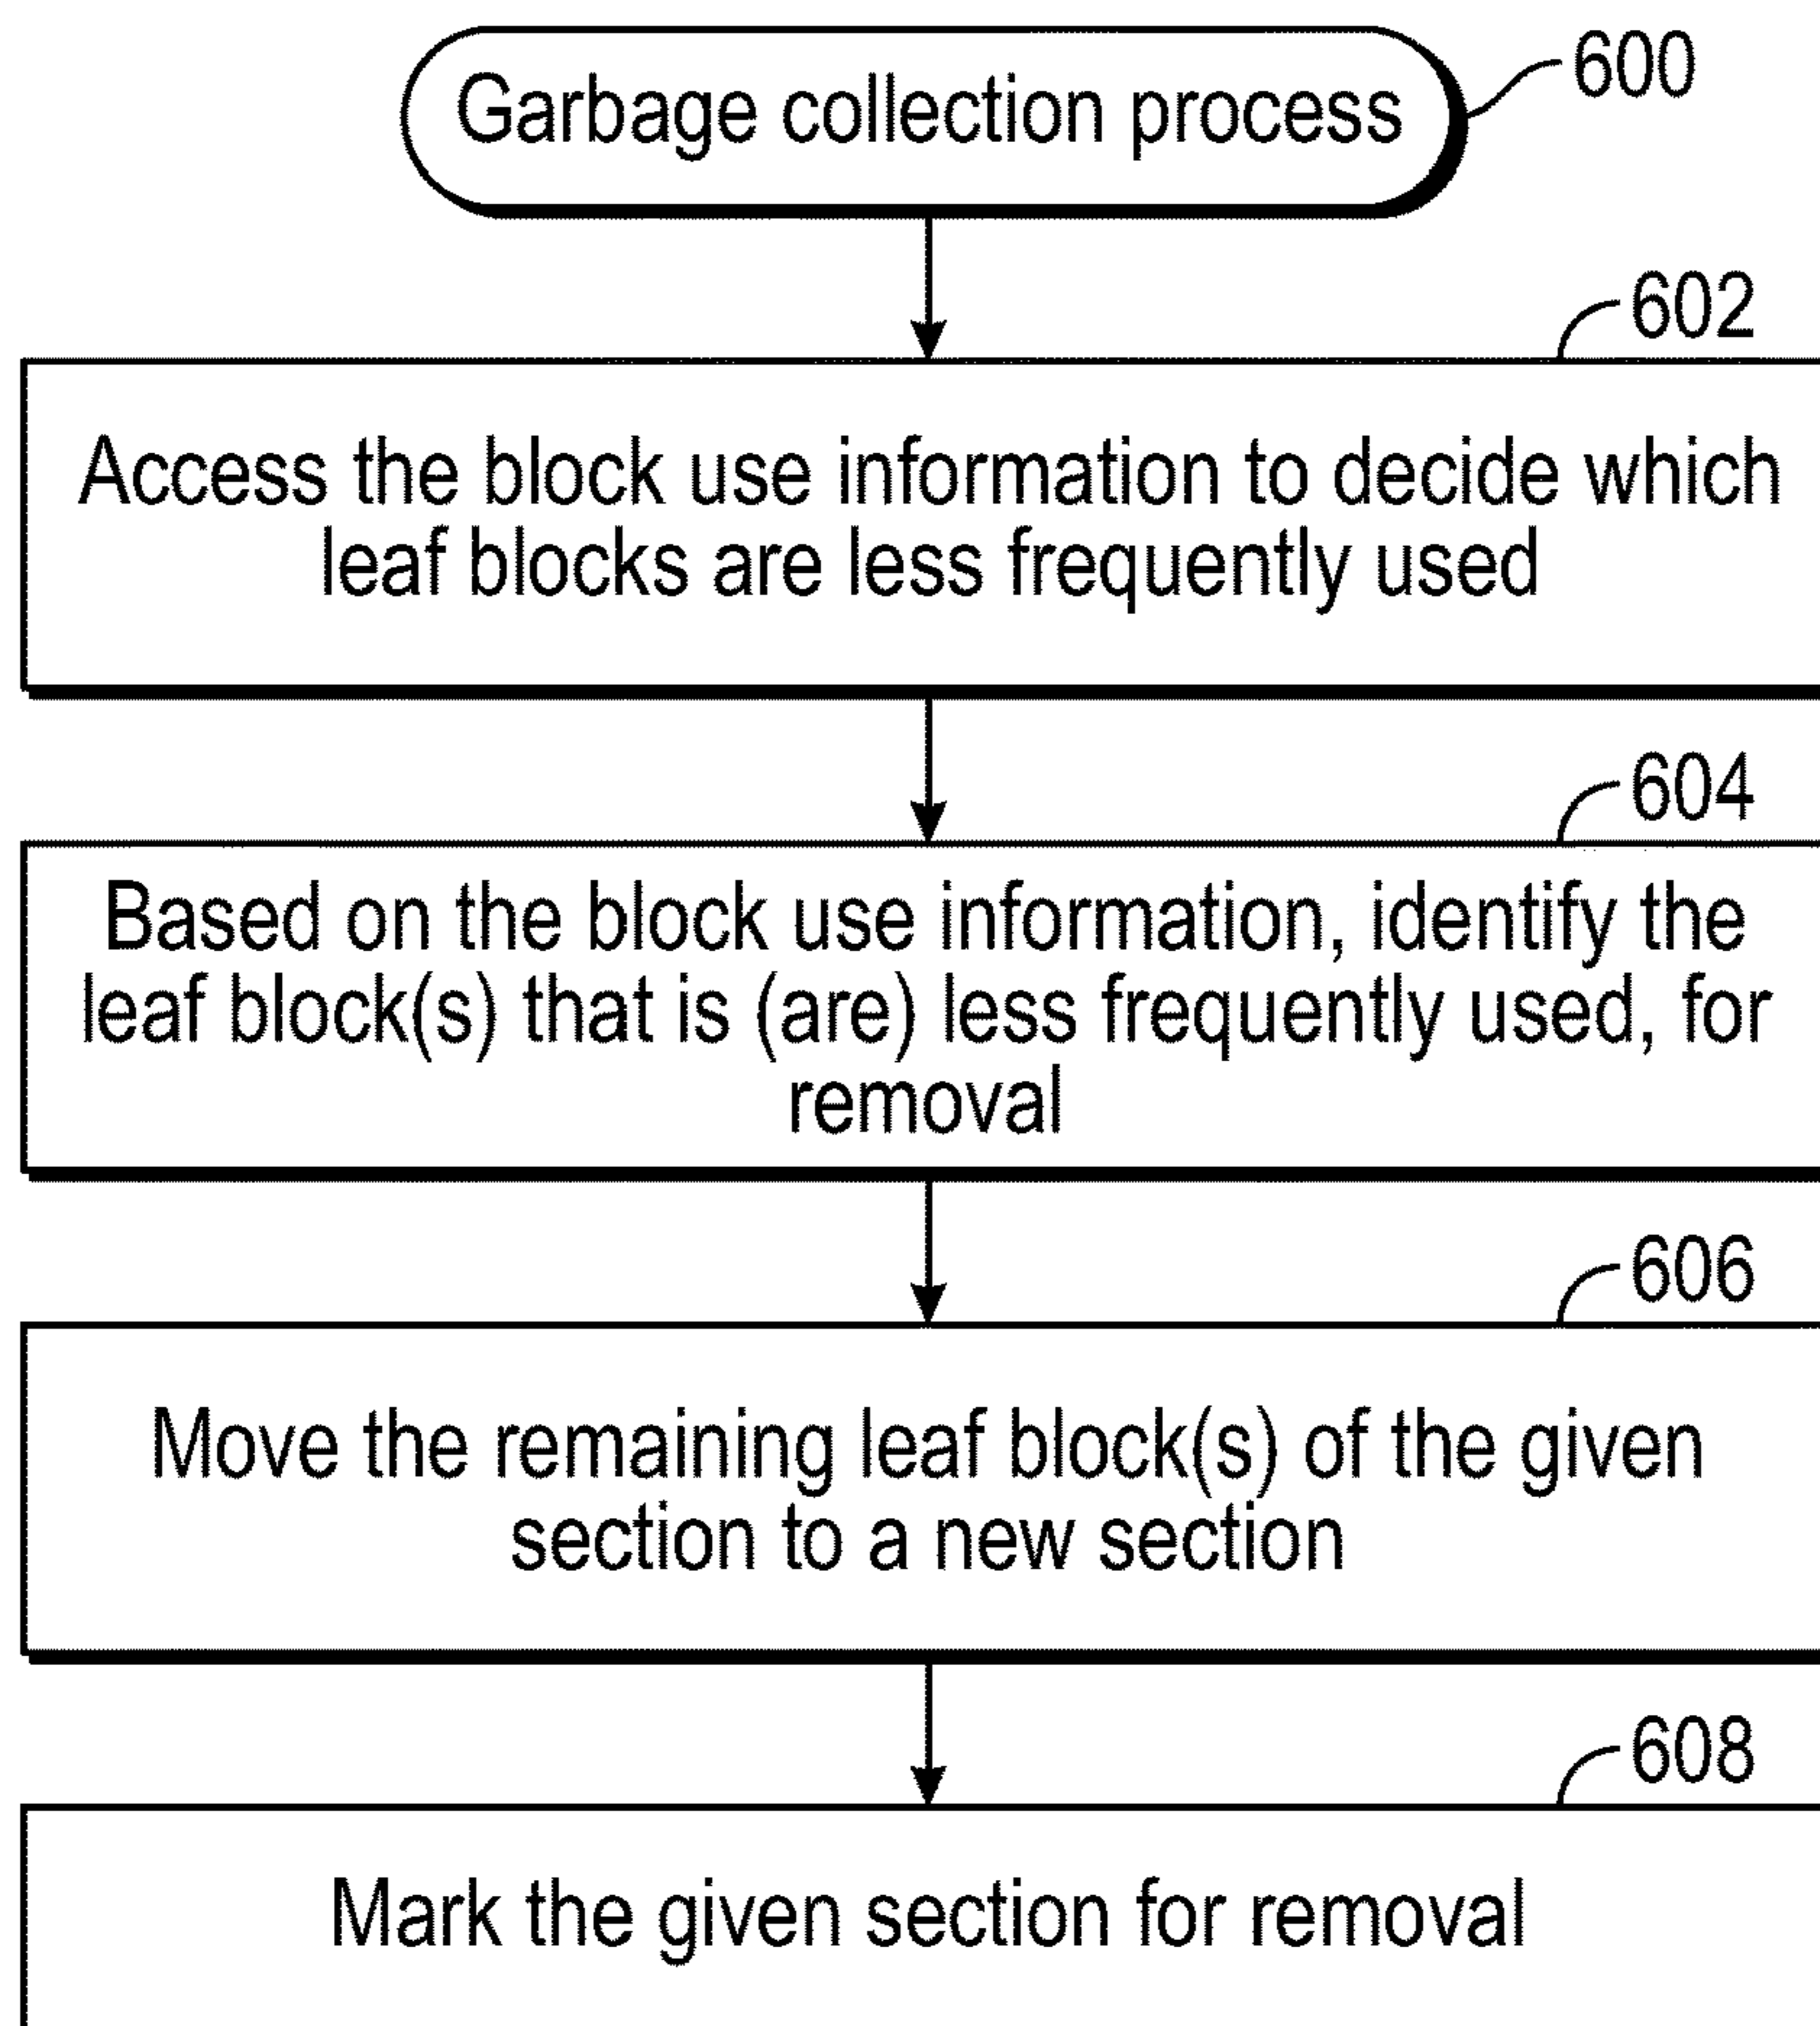 Garbage collection process
600
602
Access the block use information to decide which
leaf blocks are less frequently used
604
Based on the block use information, identify the
leaf block(s) that is (are) less frequently used, for
removal
606
Move the remaining leaf block(s) of the given
section to a new section
608
Mark the given section for removal